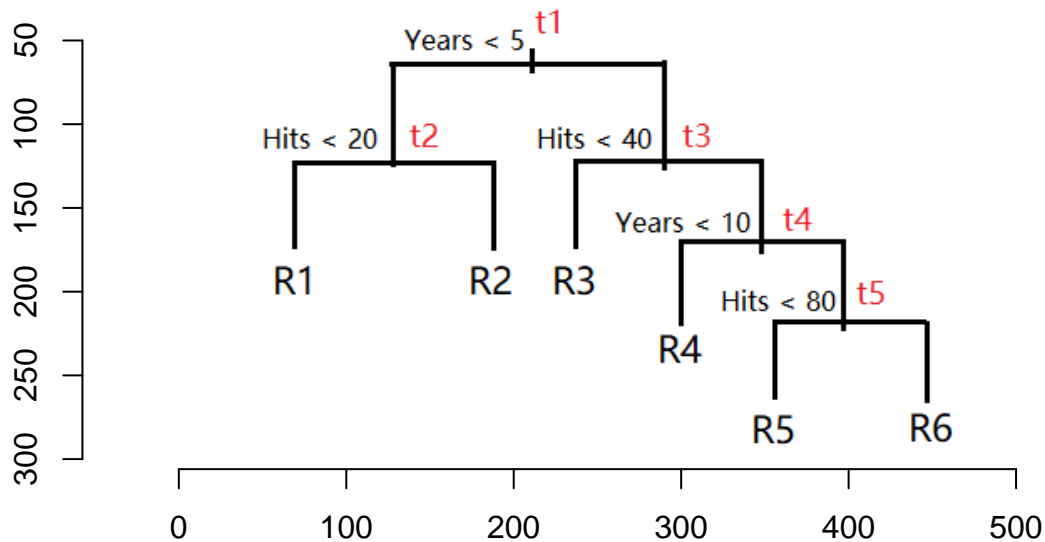 t1
Years < 5
Hits < 20 t2 Hits < 40 t3
Years < 10 t4
R1 R2 R3
Hits < 80 t5
R4
R5 R6
50
100
150
200
250
300
0 100 200 300 400 500